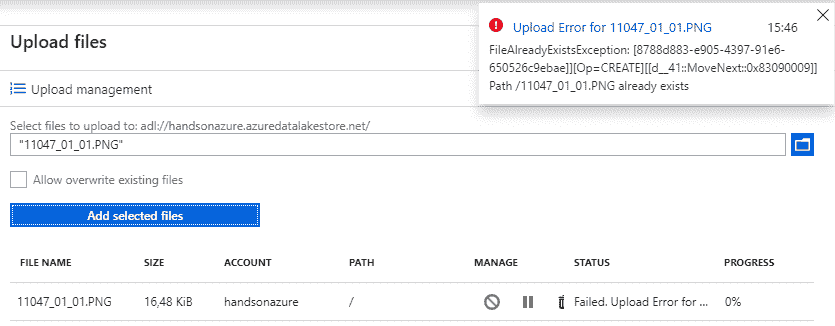 Upload files
Upload Error for 11047_01_01.PNG 15:46
FileAlreadyExistsException: [8788d883-e905-4397-91e6-
650526c9ebae]][Op=CREATE][[d__41::MoveNext::0x83090009]]
Path /11047_01_01.PNG already exists
Upload management
Select files to upload to: adl://handsonazure.azuredatalakestore.net/
"11047_01_01.PNG"
Allow overwrite existing files
Add selected files
FILE NAME SIZE ACCOUNT PATH MANAGE STATUS PROGRESS
11047_01_01.PNG 16,48 KiB handsonazure / Failed. Upload Error for ... 0%